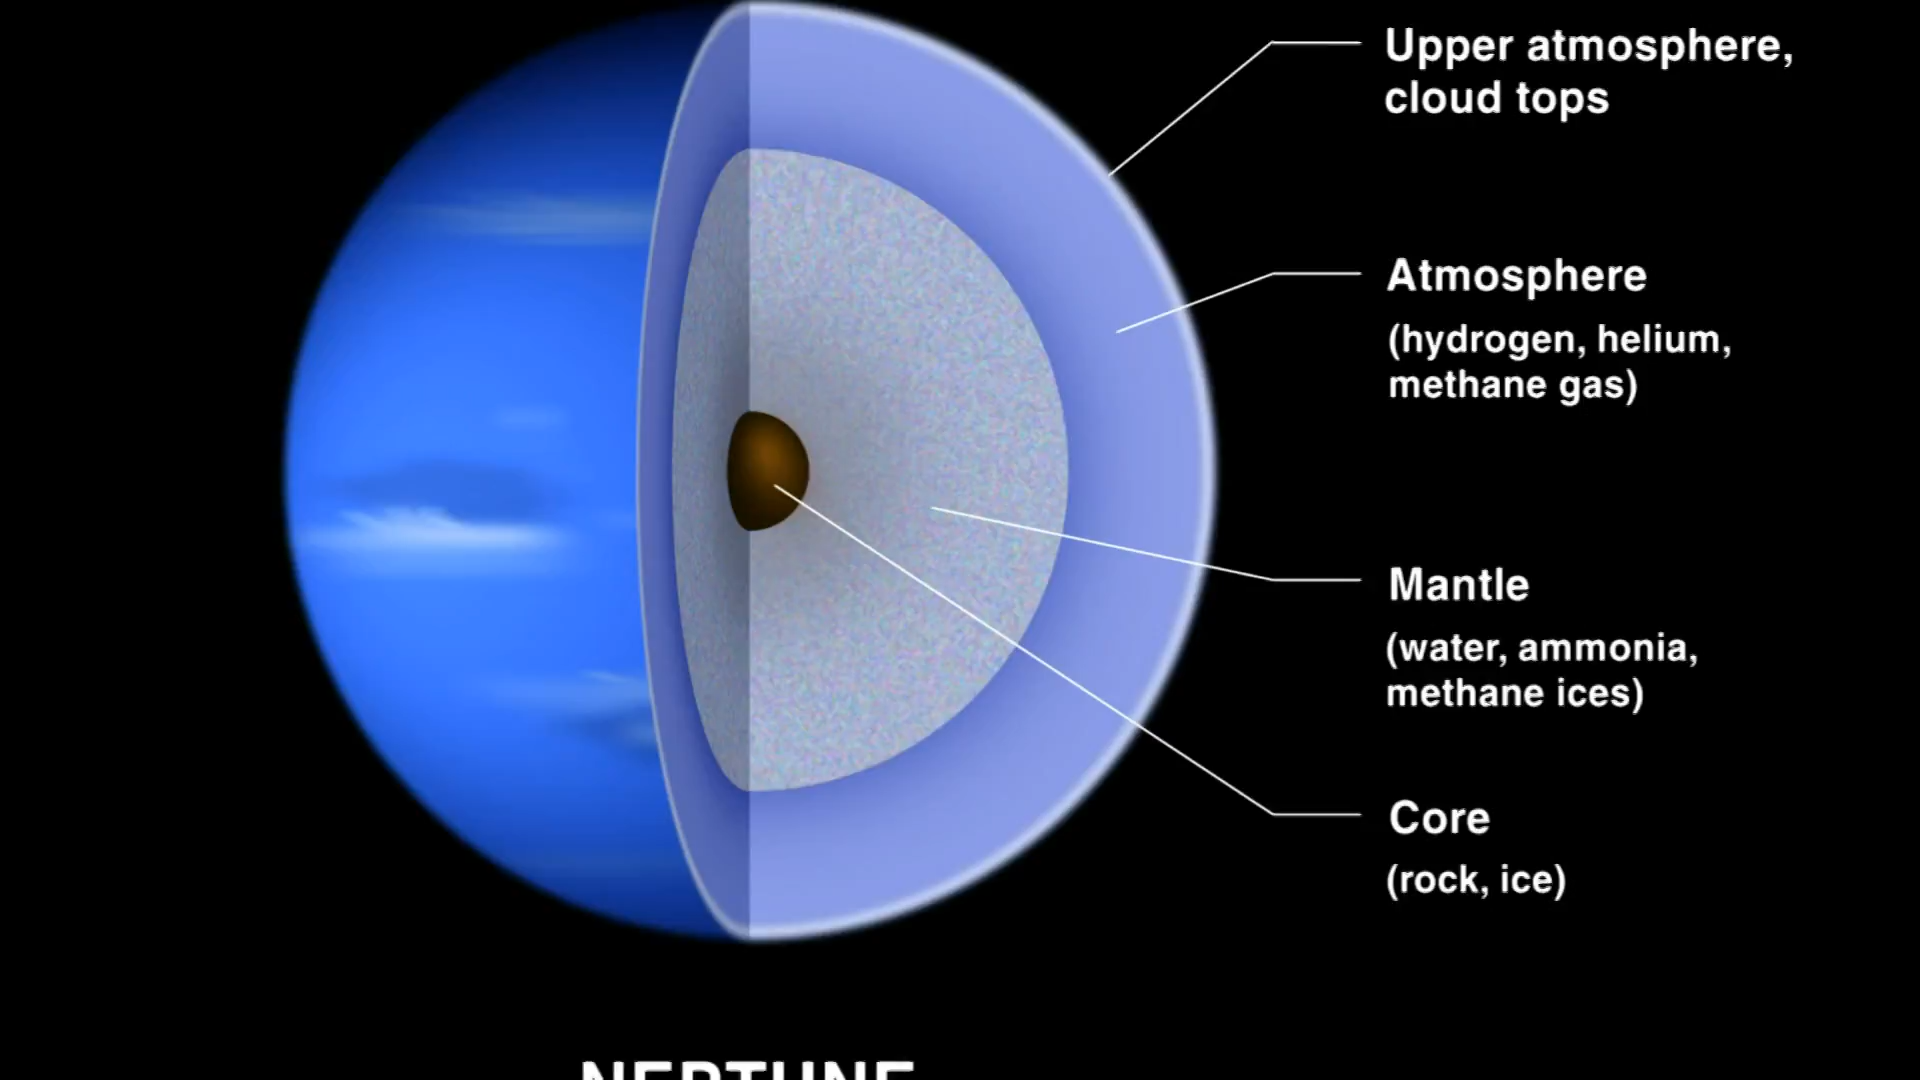 Upper atmosphere,
cloud tops
Atmosphere
(hydrogen, helium,
methane gas)
Mantle
(water, ammonia,
methane ices)
Core
(rock, ice)
NEPTUNE